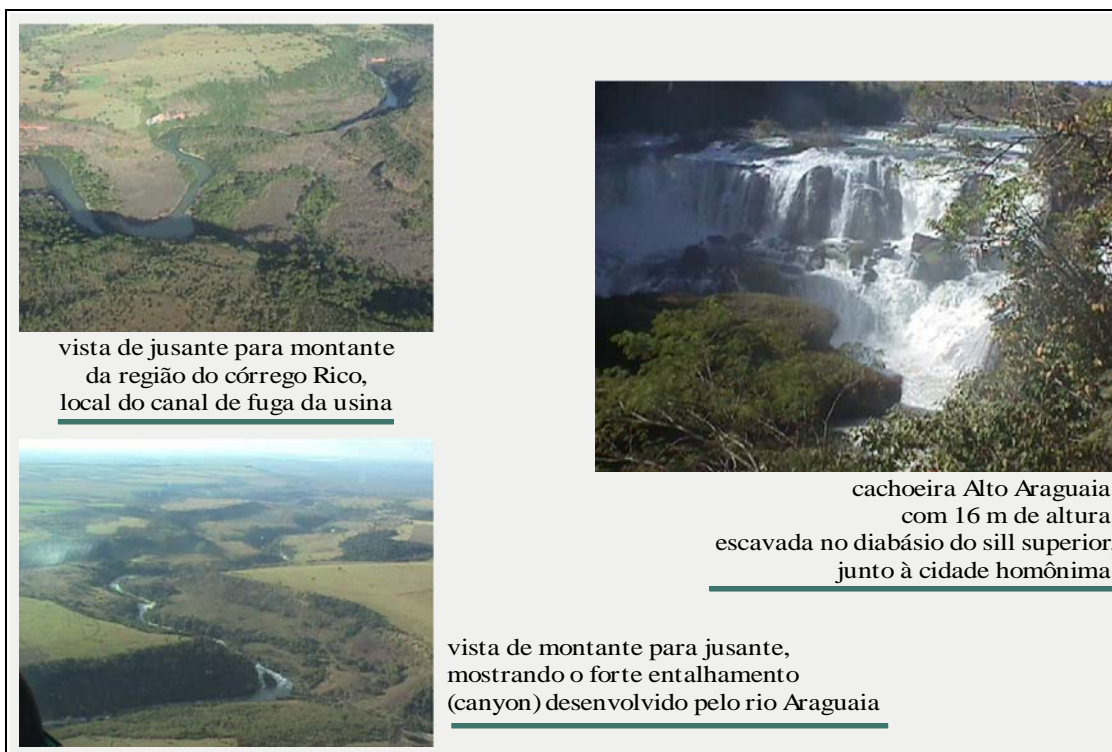 vista de jusante para montante
da região do córrego Rico,
local do canal de fuga da usina
cachoeira Alto Araguaia
com 16 m de altura
escavada no diabásio do sill superior,
junto à cidade homônima
vista de montante para jusante,
mostrando o forte entalhamento
(canyon) desenvolvido pelo rio Araguaia